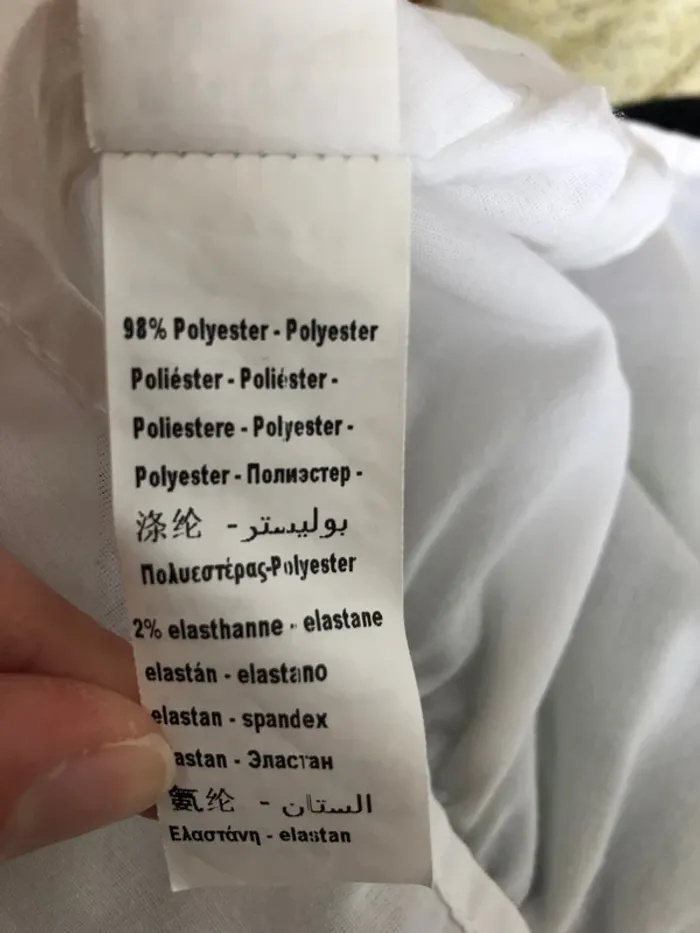 98% Polyester - Polyester
Poliéster - Poliéster -
Poliestere - Polyester -
Polyester - Полиэстер -
涤纶 - بوليستر
Πολυεστέρας-Polyester
2% elasthanne - elastane
elastán - elastano
elastan - spandex
astan - Эластан
氨纶 - الستان
Ελαστάνη - elastan